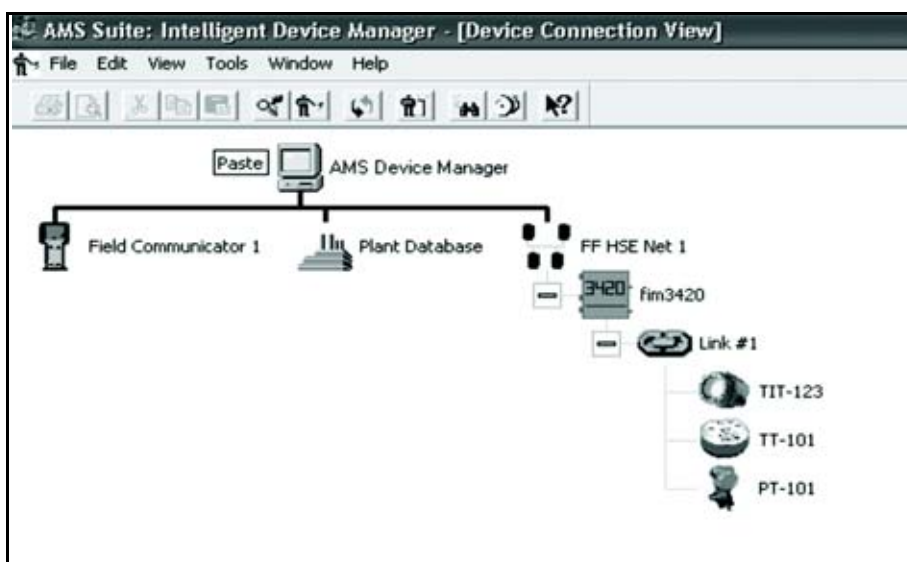 AMS Suite: Intelligent Device Manager - [Device Connection View]
File Edit View Tools Window Help
Paste AMS Device Manager
Field Communicator 1 Plant Database FF HSE Net 1
3420 fim3420
Link #1
TIT-123
TT-101
PT-101